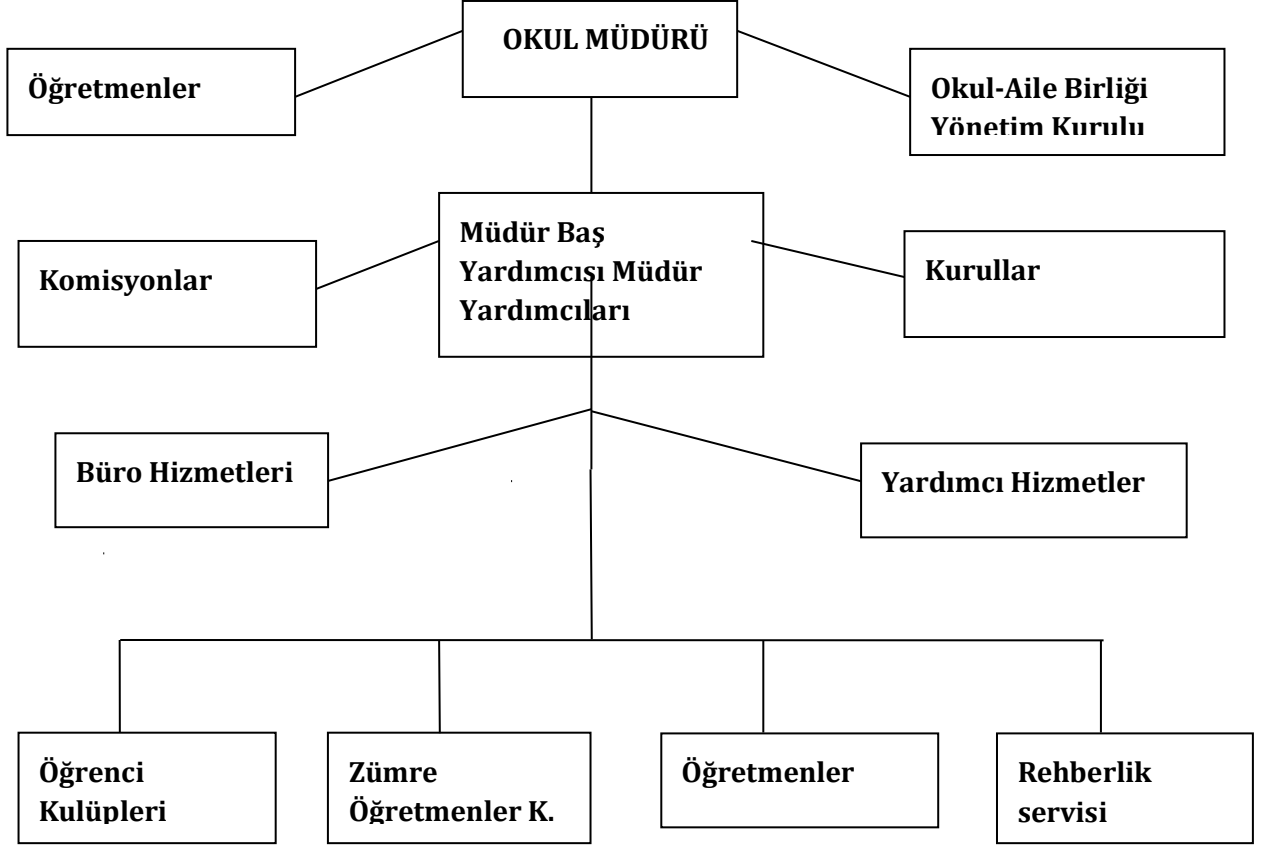 OKUL MÜDÜRÜ
Öğretmenler
Okul-Aile Birliği
Yönetim Kurulu
Müdür Baş
Yardımcısı Müdür
Yardımcıları
Komisyonlar
Kurullar
Büro Hizmetleri
Yardımcı Hizmetler
Öğrenci
Kulüpleri
Zümre
Öğretmenler K.
Öğretmenler
Rehberlik
servisi